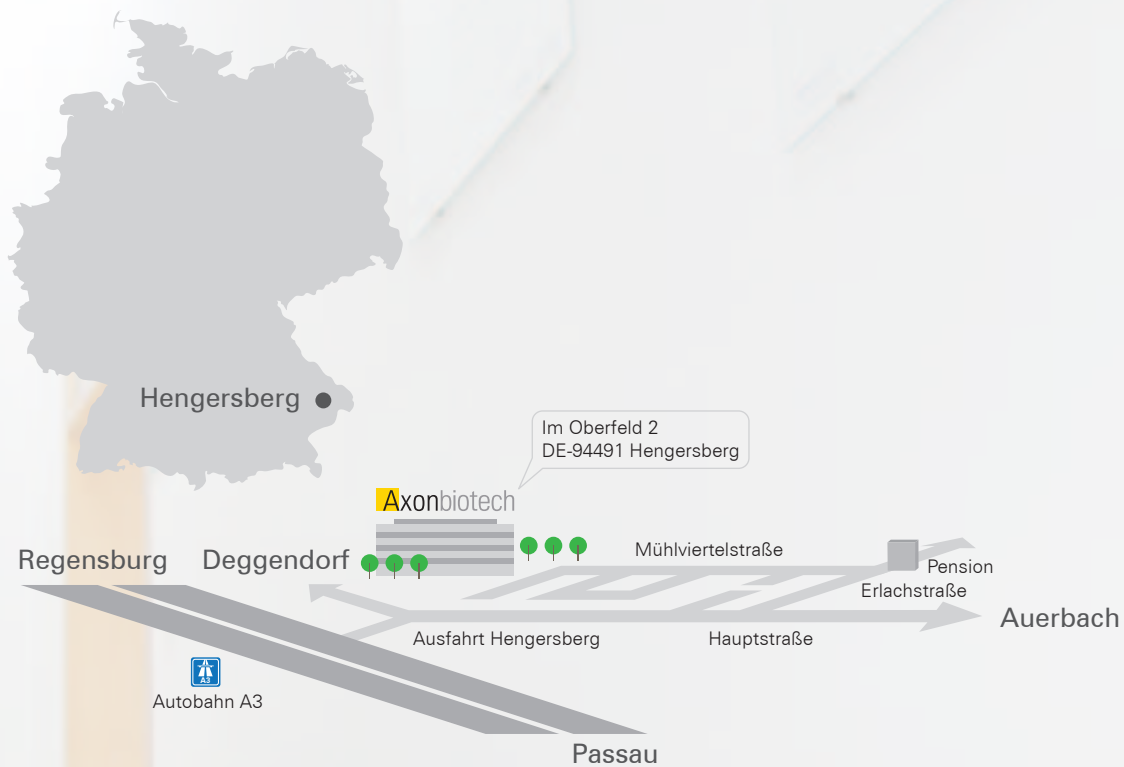 Hengersberg
Im Oberfeld 2
DE-94491 Hengersberg
Axonbiotech
Regensburg
Deggendorf
Mühlviertelstraße
Pension
Erlachstraße
Auerbach
Ausfahrt Hengersberg
Hauptstraße
A3
Autobahn A3
Passau